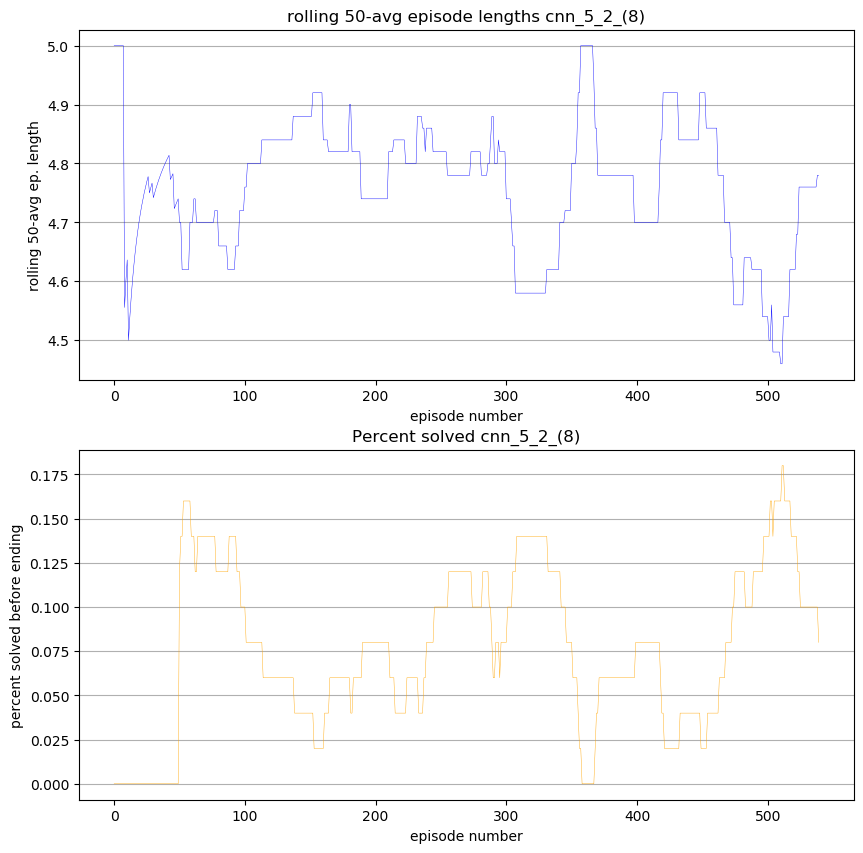 rolling 50-avg episode lengths cnn_5_2_(8)
rolling 50-avg ep. length
5.0
4.9
4.8
4.7
4.6
4.5
0 100 200 300 400 500
episode number
Percent solved cnn_5_2_(8)
percent solved before ending
0.175
0.150
0.125
0.100
0.075
0.050
0.025
0.000
0 100 200 300 400 500
episode number